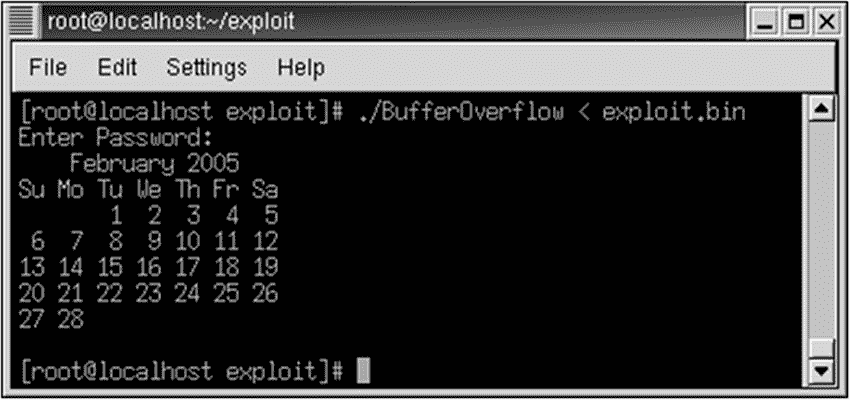 root@localhost:~/exploit
File Edit Settings Help
[root@localhost exploit]# ./BufferOverflow < exploit.bin
Enter Password:
    February 2005
Su Mo Tu We Th Fr Sa
       1  2  3  4  5
 6  7  8  9 10 11 12
13 14 15 16 17 18 19
20 21 22 23 24 25 26
27 28
[root@localhost exploit]#